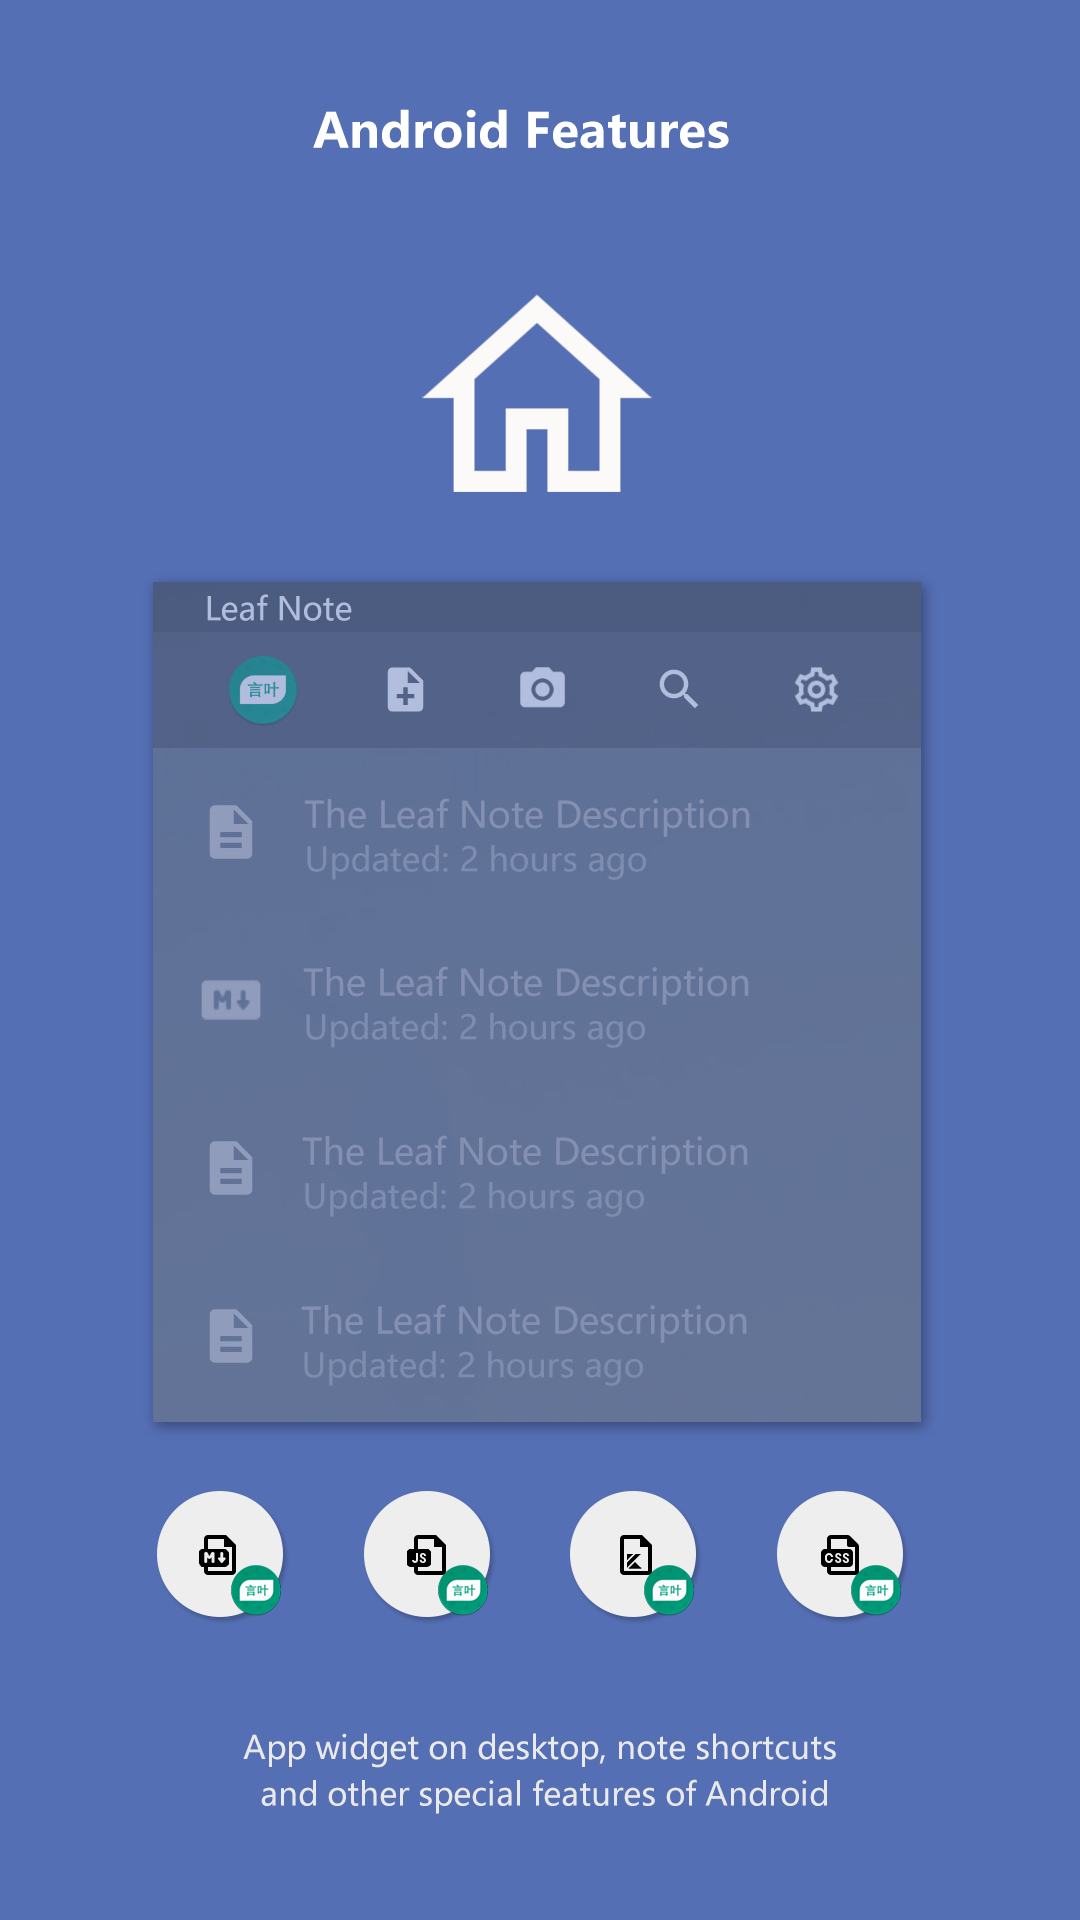 Android Features
Leaf Note
言叶
The Leaf Note Description
Updated: 2 hours ago
M
The Leaf Note Description
Updated: 2 hours ago
The Leaf Note Description
Updated: 2 hours ago
The Leaf Note Description
Updated: 2 hours ago
M JS CSS
言叶 言叶 言叶 言叶
App widget on desktop, note shortcuts
and other special features of Android